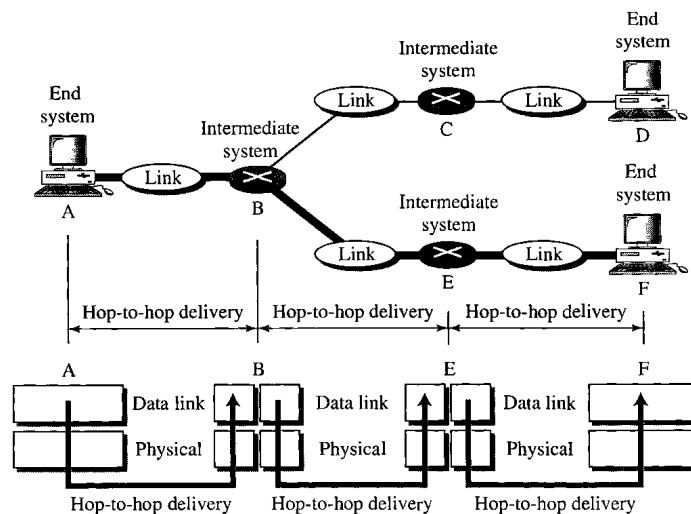 End
system
Intermediate
system
Link
Link
C
D
End
system
Intermediate
system
Link
A
B
End
system
Intermediate
system
Link
Link
E
F
Hop-to-hop delivery
Hop-to-hop delivery
Hop-to-hop delivery
A
B
E
F
Data link
Data link
Data link
Physical
Physical
Physical
Hop-to-hop delivery
Hop-to-hop delivery
Hop-to-hop delivery